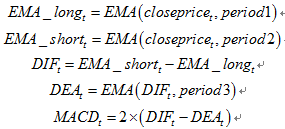 EMA_long_t = EMA(closeprice_t, period1)
EMA_short_t = EMA(closeprice_t, period2)
DIF_t = EMA_short_t − EMA_long_t
DEA_t = EMA(DIF_t, period3)
MACD_t = 2×(DIF_t − DEA_t)